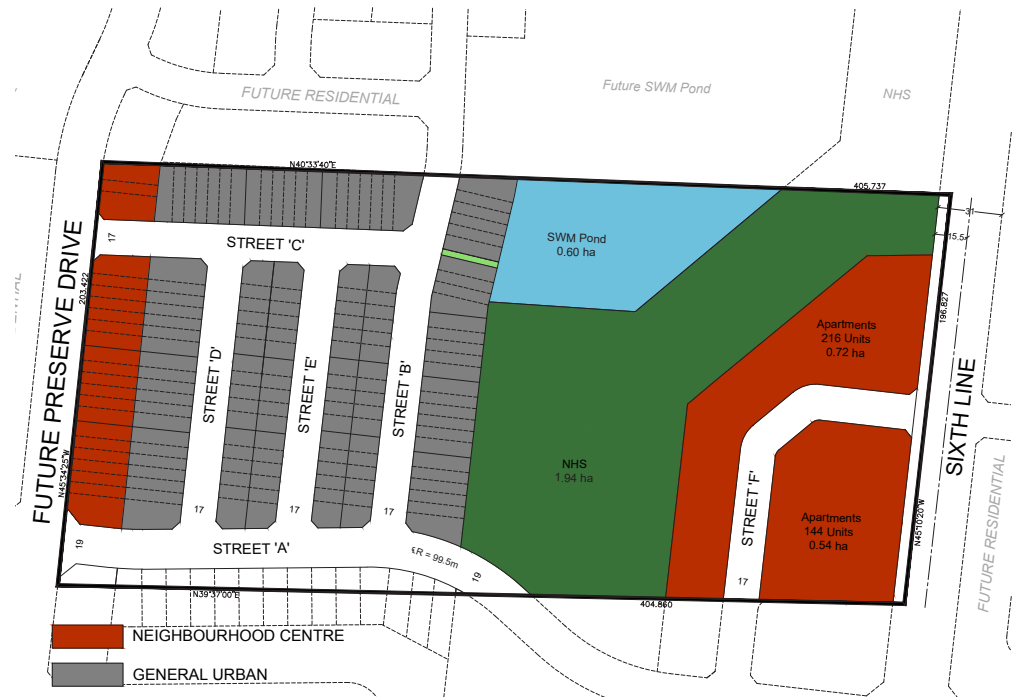 FUTURE RESIDENTIAL
Future SWM Pond
NHS
N40°33'40"E
405.737
31
15.5
SWM Pond
0.60 ha
17
STREET 'C'
FUTURE PRESERVE DRIVE
203.422
N45°34'25"W
STREET 'D'
STREET 'E'
STREET 'B'
17
17
17
STREET 'A'
19
℄R = 99.5m
19
NHS
1.94 ha
Apartments
216 Units
0.72 ha
196.827
SIXTH LINE
STREET 'F'
17
Apartments
144 Units
0.54 ha
N45°10'20"W
FUTURE RESIDENTIAL
N39°37'00"E
404.860
NEIGHBOURHOOD CENTRE
GENERAL URBAN